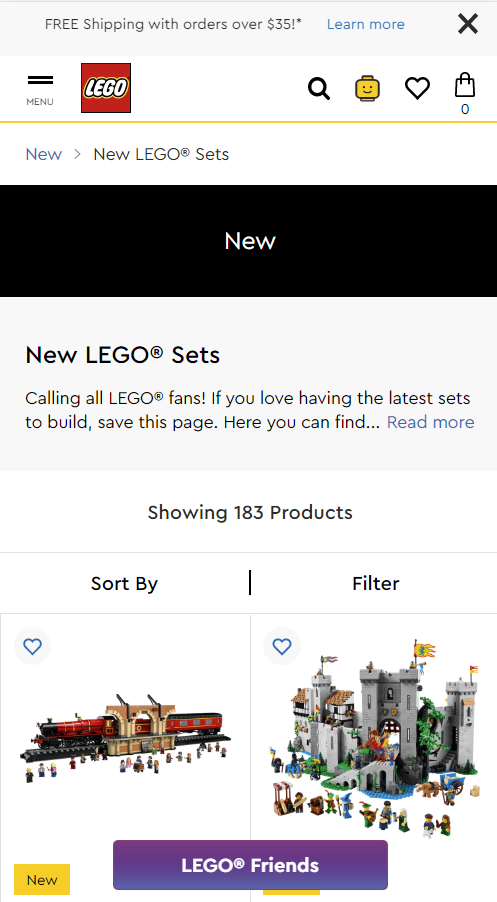 FREE Shipping with orders over $35!* Learn more
MENU
LEGO
0
New > New LEGO® Sets
New
New LEGO® Sets
Calling all LEGO® fans! If you love having the latest sets
to build, save this page. Here you can find... Read more
Showing 183 Products
Sort By
Filter
LEGO® Friends
New